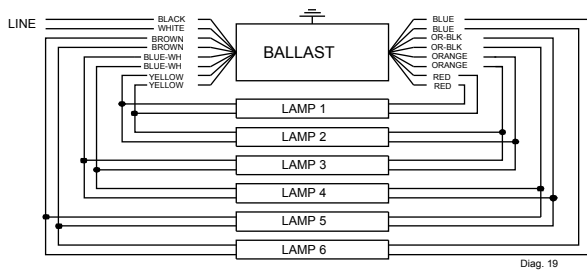 LINE
BLACK
WHITE
BROWN
BROWN
BLUE-WH
BLUE-WH
YELLOW
YELLOW
BALLAST
BLUE
BLUE
OR-BLK
OR-BLK
ORANGE
ORANGE
RED
RED
LAMP 1
LAMP 2
LAMP 3
LAMP 4
LAMP 5
LAMP 6
Diag. 19